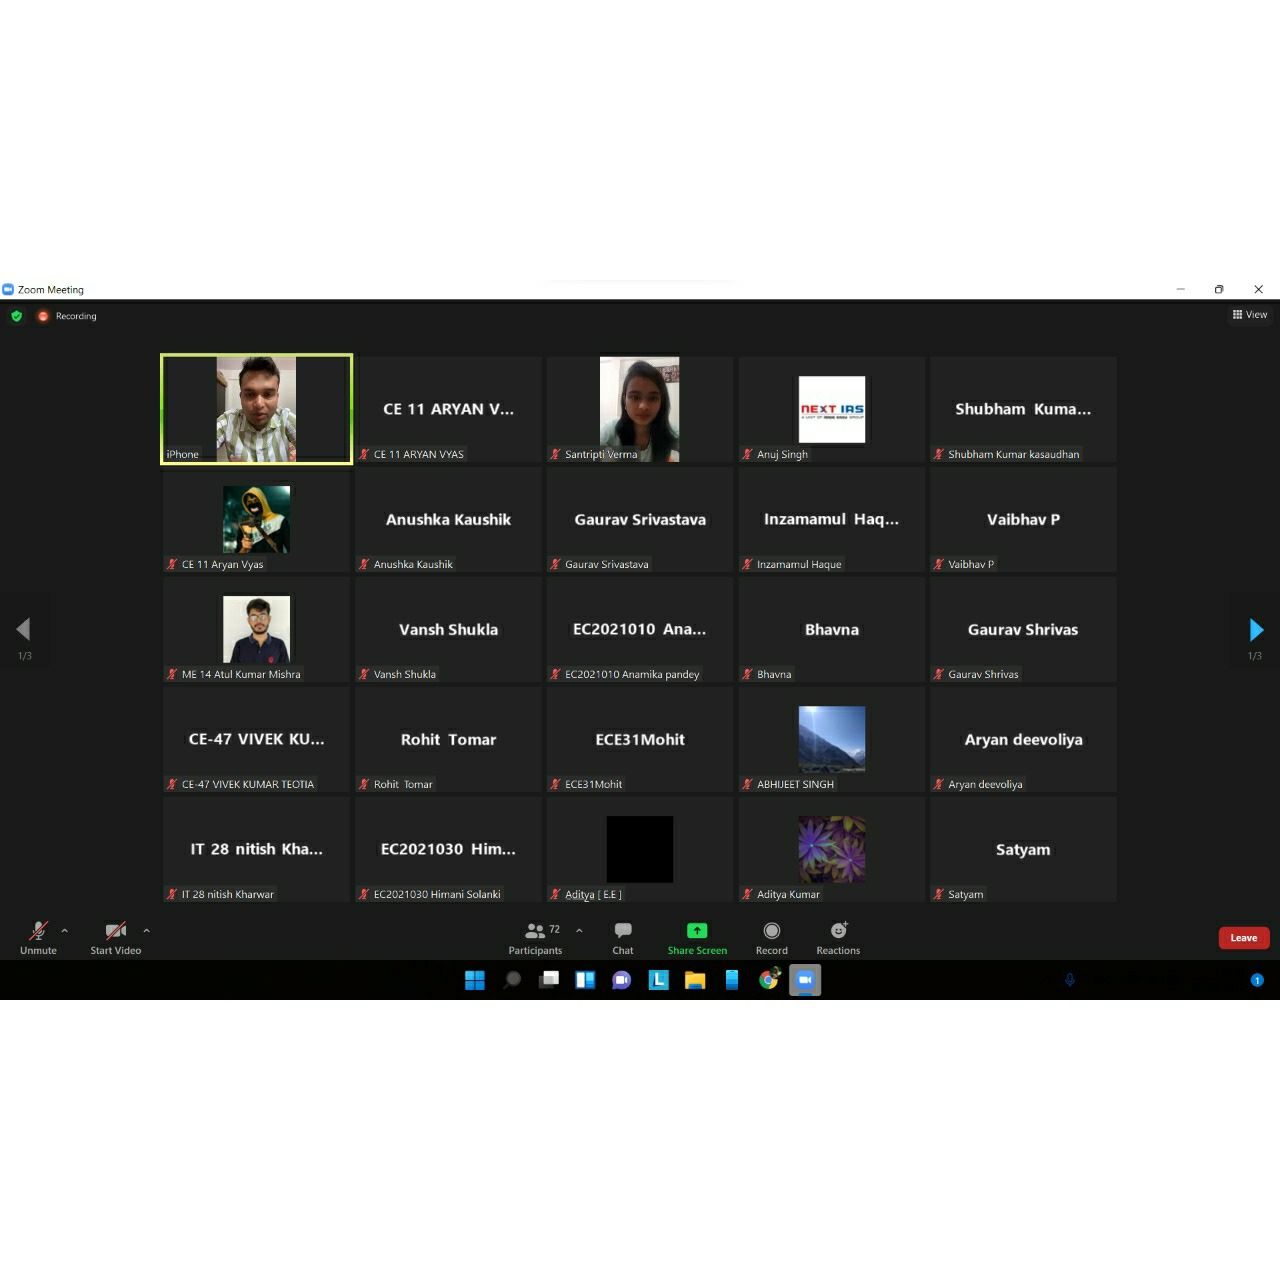 Zoom Meeting
Recording
View
iPhone
CE 11 ARYAN V...
CE 11 ARYAN VYAS
Santripti Verma
NEXT IAS
Anuj Singh
Shubham Kuma...
Shubham Kumar kasaudhan
CE 11 Aryan Vyas
Anushka Kaushik
Anushka Kaushik
Gaurav Srivastava
Gaurav Srivastava
Inzamamul Haq...
Inzamamul Haque
Vaibhav P
Vaibhav P
1/3
1/3
ME 14 Atul Kumar Mishra
Vansh Shukla
Vansh Shukla
EC2021010 Ana...
EC2021010 Anamika pandey
Bhavna
Bhavna
Gaurav Shrivas
Gaurav Shrivas
CE-47 VIVEK KU...
CE-47 VIVEK KUMAR TEOTIA
Rohit Tomar
Rohit Tomar
ECE31Mohit
ECE31Mohit
ABHIJEET SINGH
Aryan deevoliya
Aryan deevoliya
IT 28 nitish Kha...
IT 28 nitish Kharwar
EC2021030 Him...
EC2021030 Himani Solanki
Aditya [ E.E ]
Aditya Kumar
Satyam
Satyam
Unmute
Start Video
72
Participants
Chat
Share Screen
Record
Reactions
Leave
L
1